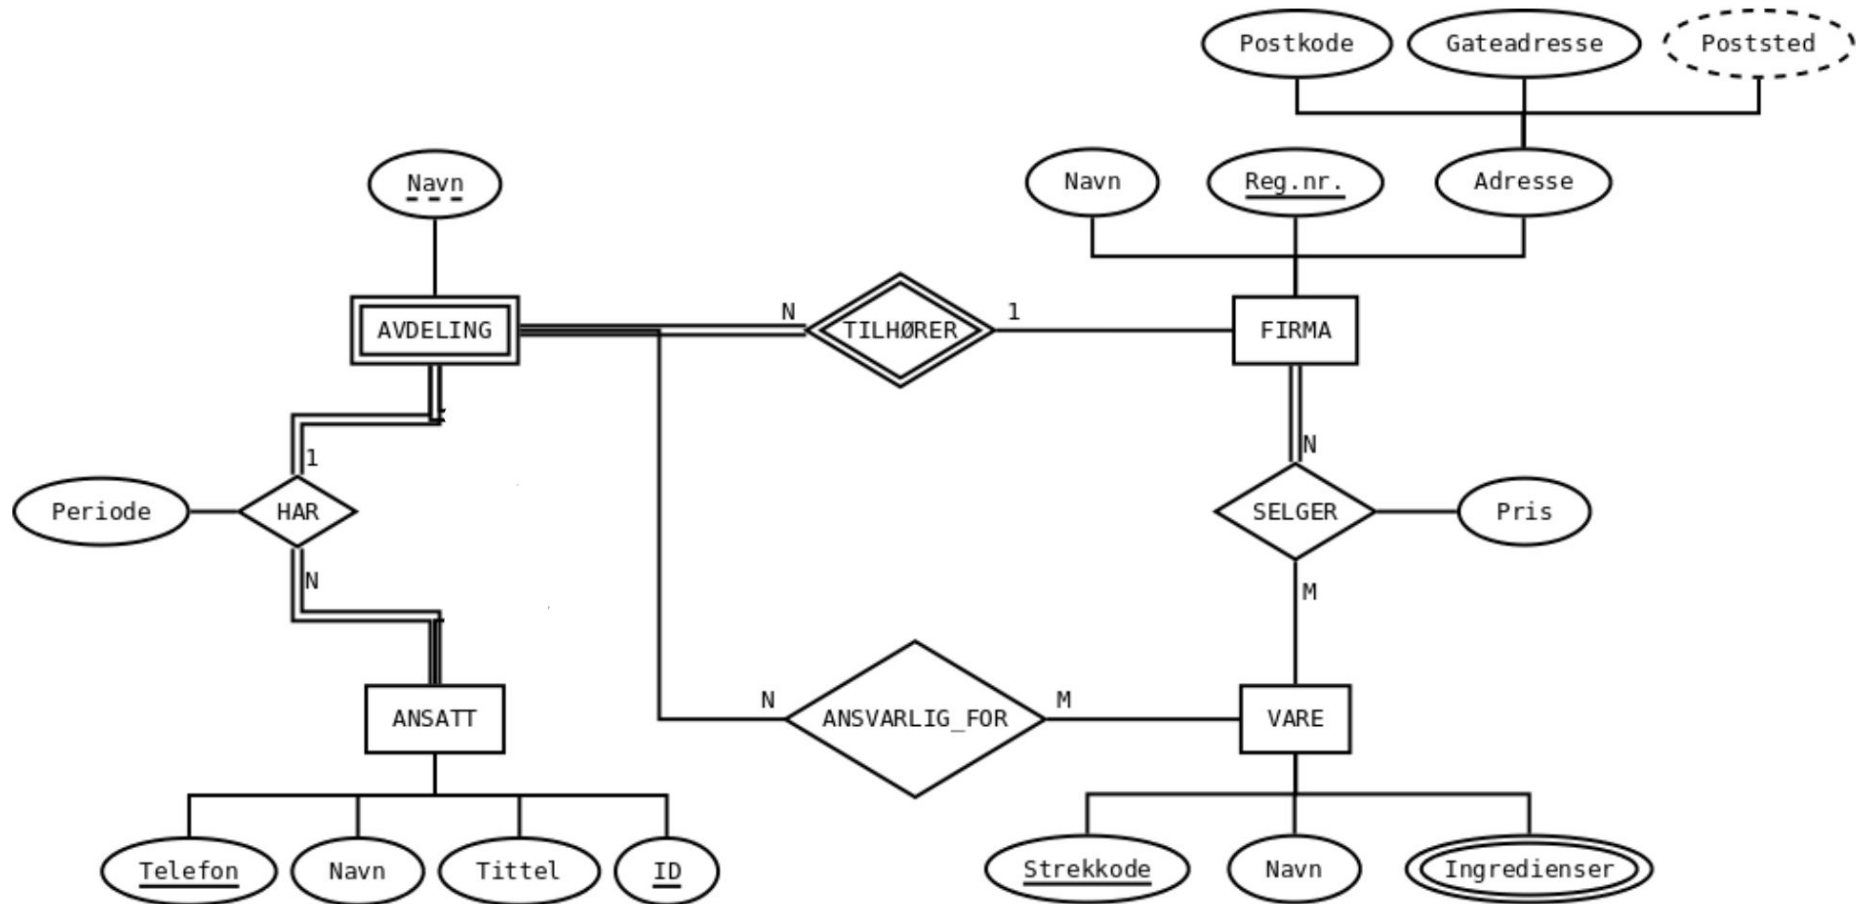 Postkode
Gateadresse
Poststed
Navn
Navn
Reg.nr.
Adresse
N
1
AVDELING
TILHØRER
FIRMA
1
N
Periode
HAR
SELGER
Pris
N
M
N
M
ANSATT
ANSVARLIG_FOR
VARE
Telefon
Navn
Tittel
ID
Strekkode
Navn
Ingredienser